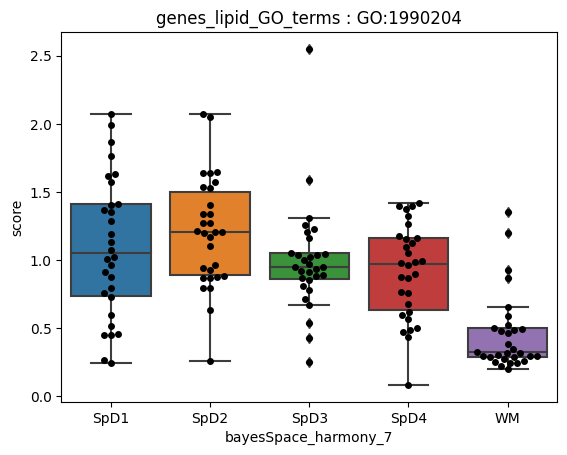 genes_lipid_GO_terms : GO:1990204
2.5
2.0
1.5
1.0
0.5
0.0
score
SpD1 SpD2 SpD3 SpD4 WM
bayesSpace_harmony_7